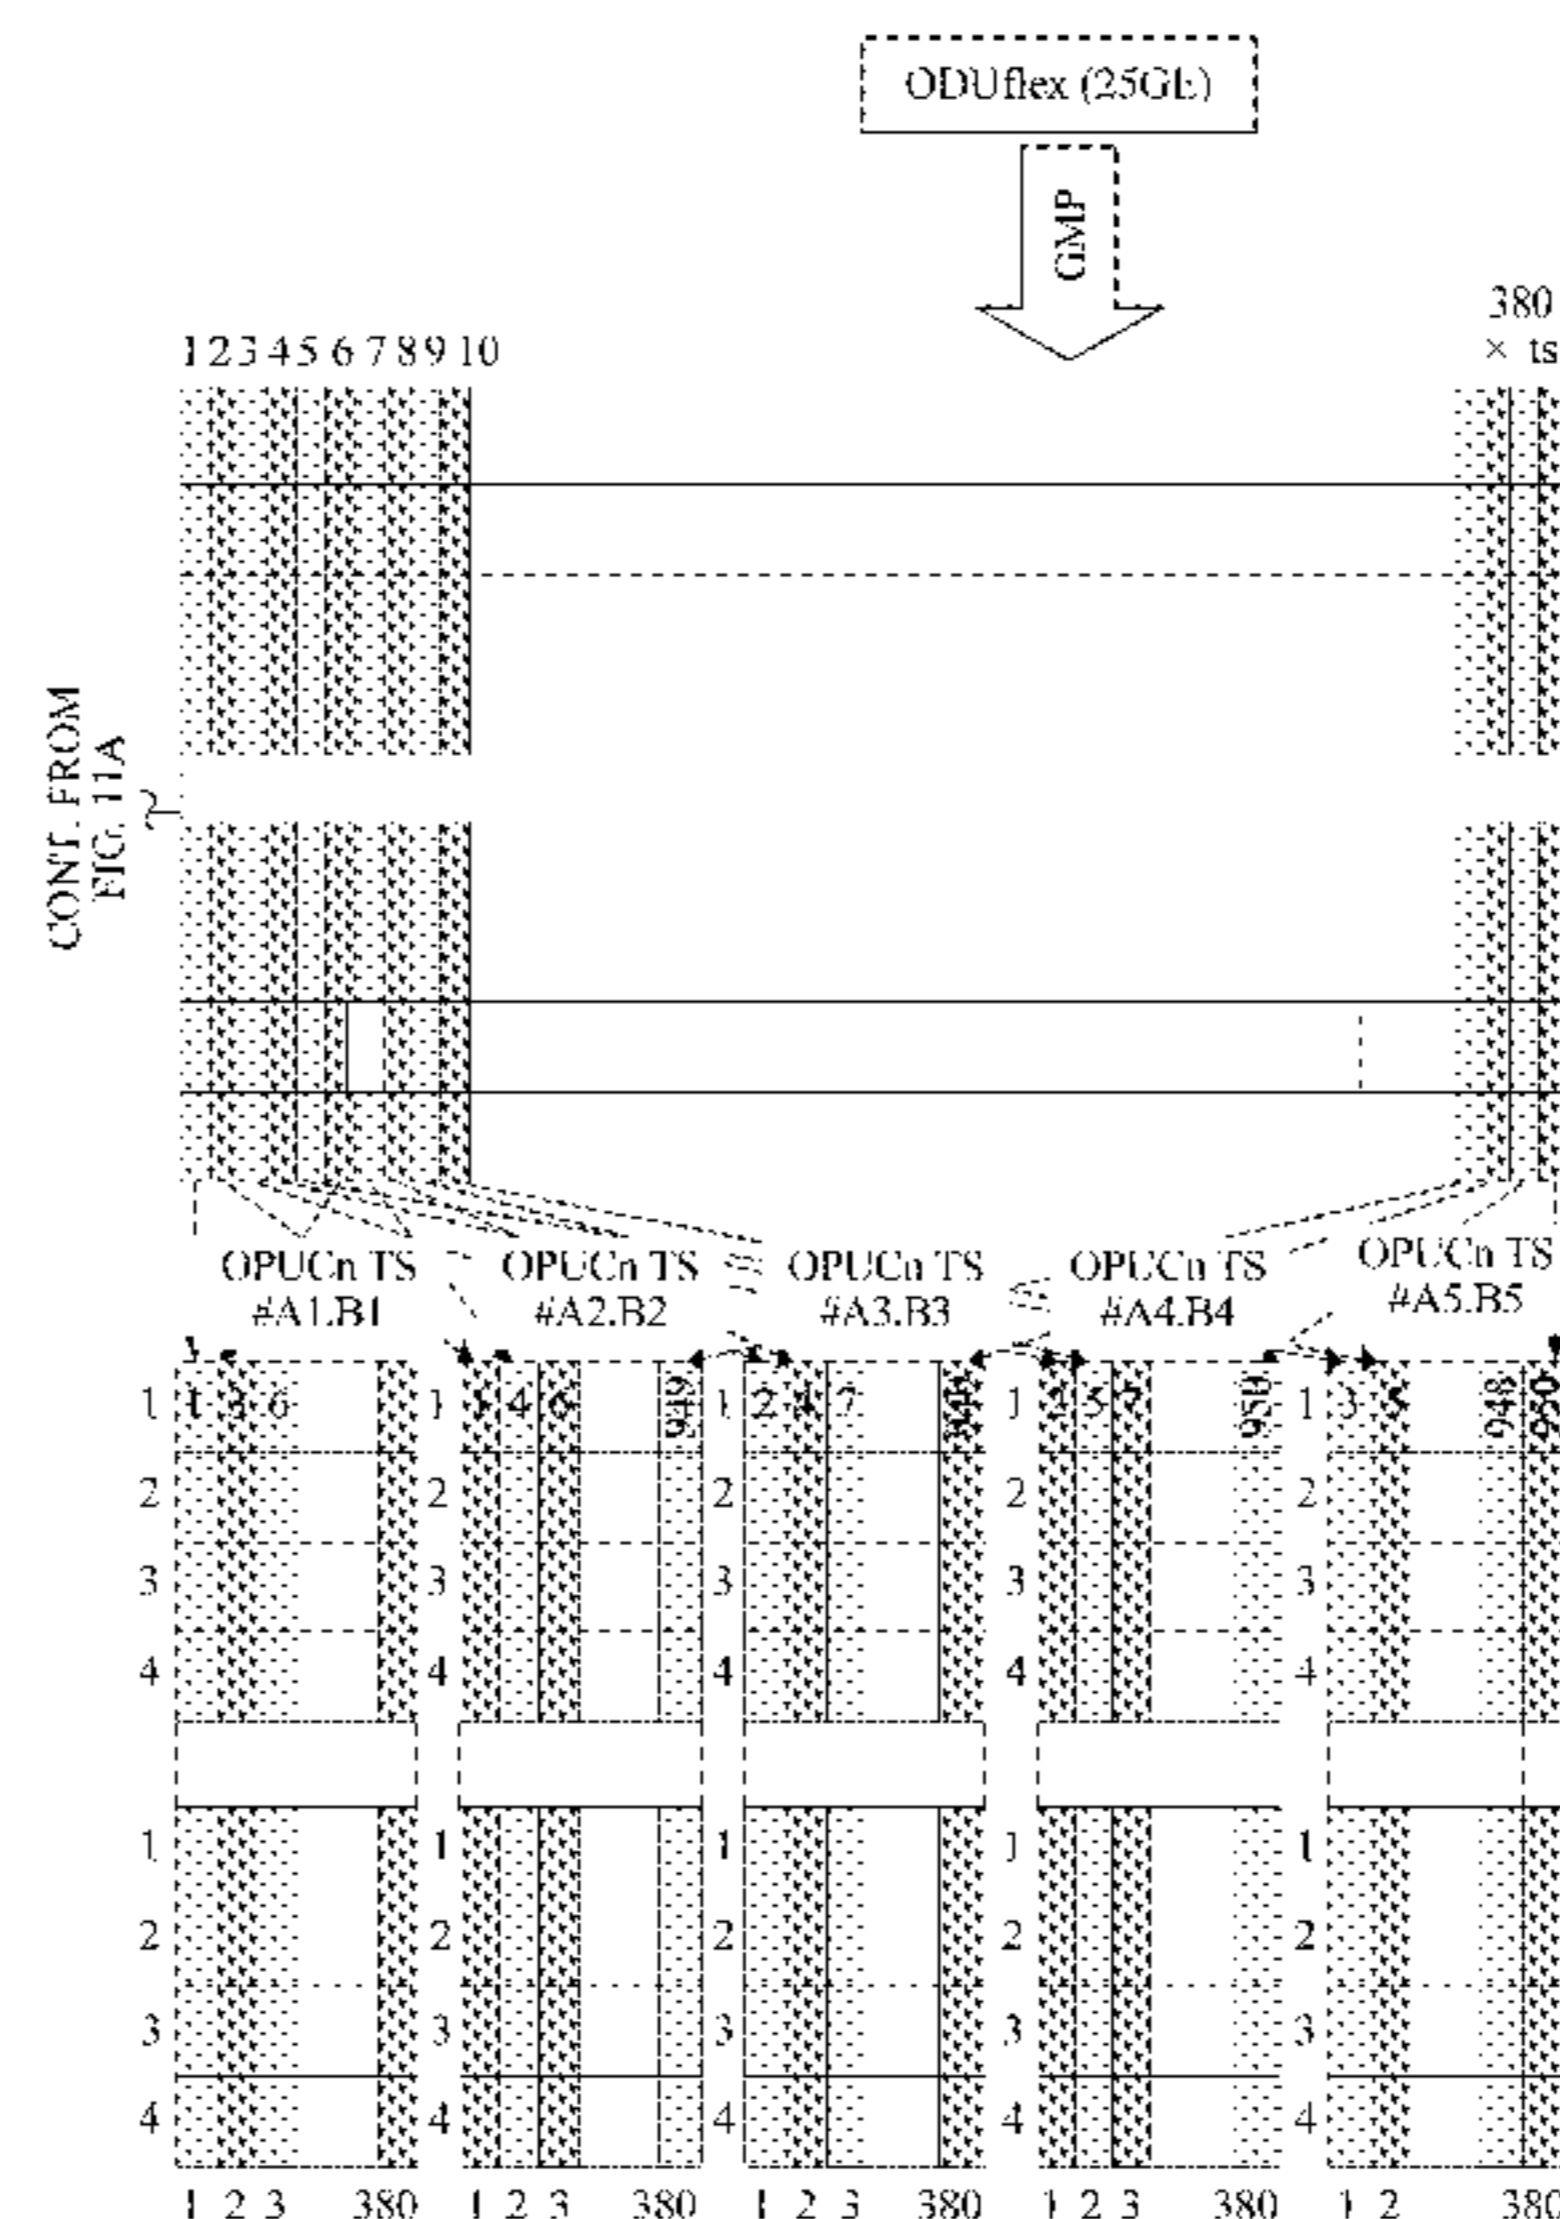 ODUflex (25GE)
GMP
380
× ts
1 2 3 4 5 6 7 8 9 10
CONT. FROM
FIG. 11A
OPUCn TS
#A1.B1
OPUCn TS
#A2.B2
OPUCn TS
#A3.B3
OPUCn TS
#A4.B4
OPUCn TS
#A5.B5
1 1 3 6 1 4 6 1 2 4 7 1 5 7 950 1 3 5 948 950
2 2 2 2 2
3 3 3 3 3
4 4 4 4 4
1 1 1 1 1
2 2 2 2 2
3 3 3 3 3
4 4 4 4 4
1 2 3 380 1 2 3 380 1 2 3 380 1 2 3 380 1 2 380